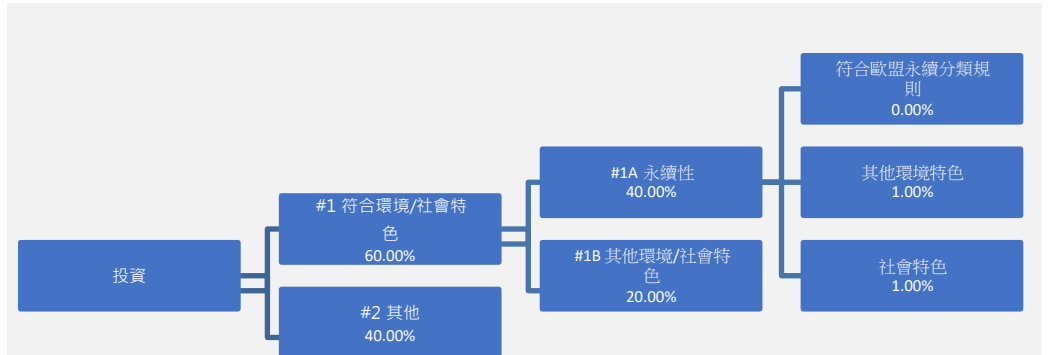 投資
#1 符合環境/社會特
色
60.00%
#2 其他
40.00%
#1A 永續性
40.00%
#1B 其他環境/社會特
色
20.00%
符合歐盟永續分類規
則
0.00%
其他環境特色
1.00%
社會特色
1.00%